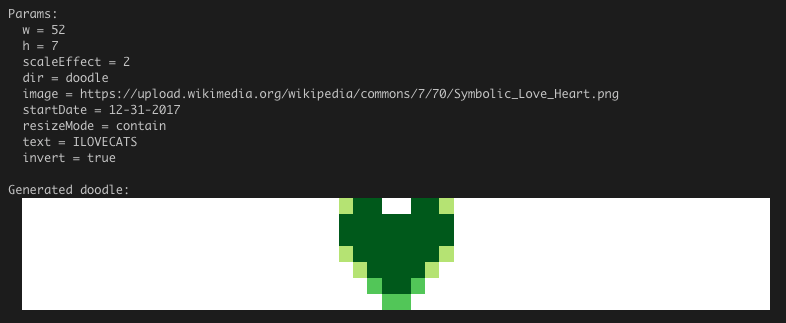 Params:
w = 52
h = 7
scaleEffect = 2
dir = doodle
image = https://upload.wikimedia.org/wikipedia/commons/7/70/Symbolic_Love_Heart.png
startDate = 12-31-2017
resizeMode = contain
text = ILOVECATS
invert = true
Generated doodle: